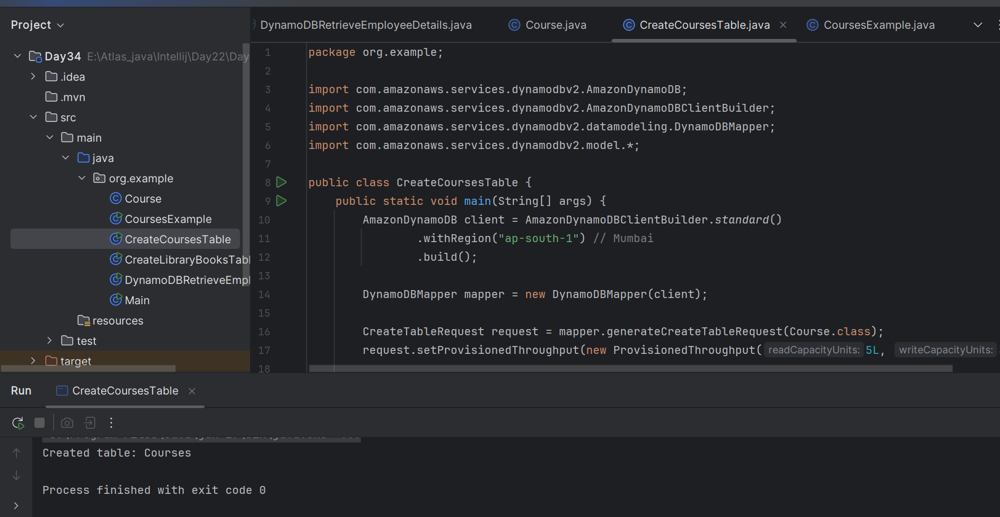 Project
DynamoDBRetrieveEmployeeDetails.java
Course.java
CreateCoursesTable.java
CoursesExample.java
Day34 E:\Atlas_java\Intellij\Day22\Day
.idea
.mvn
src
main
java
org.example
Course
CoursesExample
CreateCoursesTable
CreateLibraryBooksTabl
DynamoDBRetrieveEmpl
Main
resources
test
target
1 package org.example;
2
3 import com.amazonaws.services.dynamodbv2.AmazonDynamoDB;
4 import com.amazonaws.services.dynamodbv2.AmazonDynamoDBClientBuilder;
5 import com.amazonaws.services.dynamodbv2.datamodeling.DynamoDBMapper;
6 import com.amazonaws.services.dynamodbv2.model.*;
7
8 public class CreateCoursesTable {
9 public static void main(String[] args) {
10 AmazonDynamoDB client = AmazonDynamoDBClientBuilder.standard()
11 .withRegion("ap-south-1") // Mumbai
12 .build();
13
14 DynamoDBMapper mapper = new DynamoDBMapper(client);
15
16 CreateTableRequest request = mapper.generateCreateTableRequest(Course.class);
17 request.setProvisionedThroughput(new ProvisionedThroughput( readCapacityUnits: 5L, writeCapacityUnits:
18
Run
CreateCoursesTable
Created table: Courses
Process finished with exit code 0